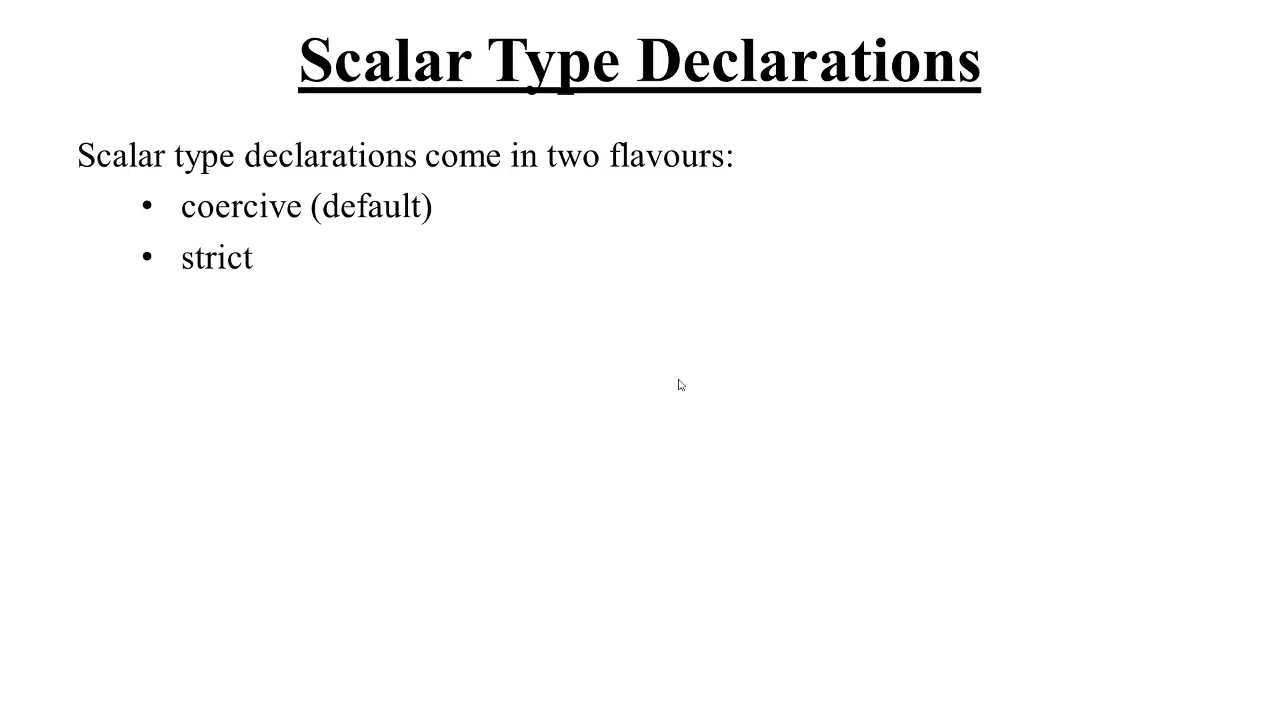 Scalar Type Declarations
Scalar type declarations come in two flavours:
• coercive (default)
• strict